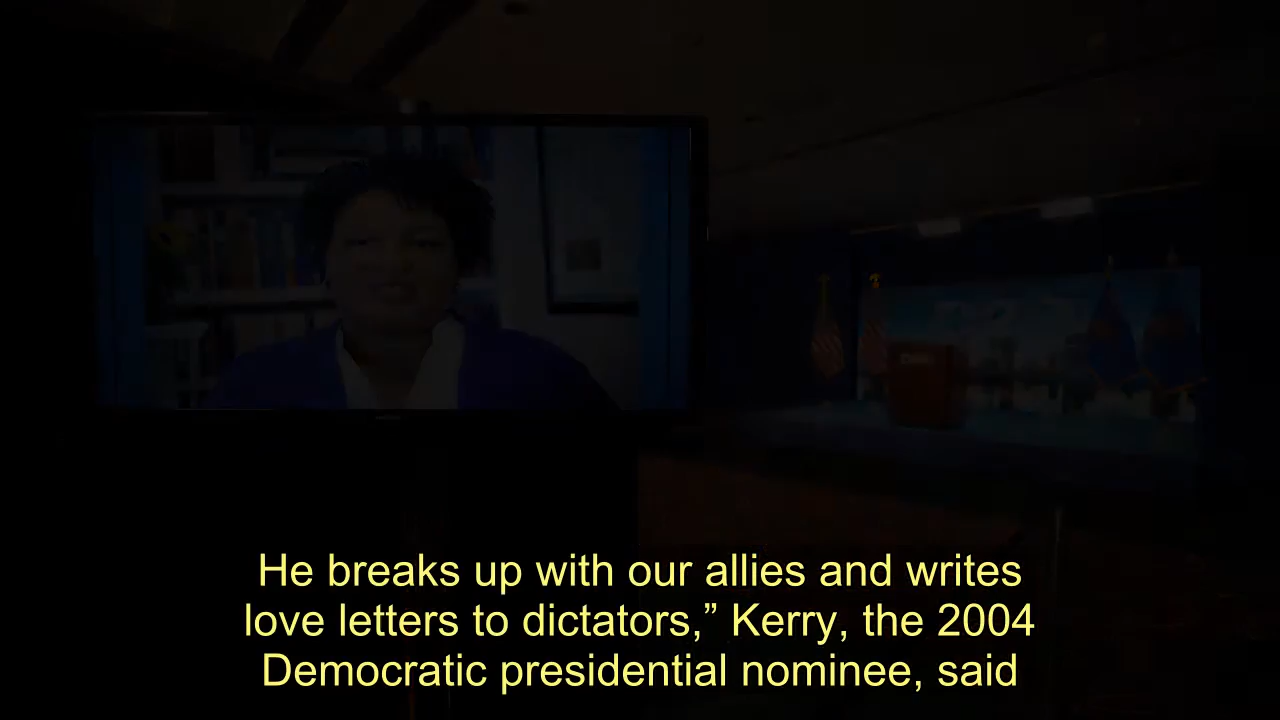 He breaks up with our allies and writes
love letters to dictators,” Kerry, the 2004
Democratic presidential nominee, said